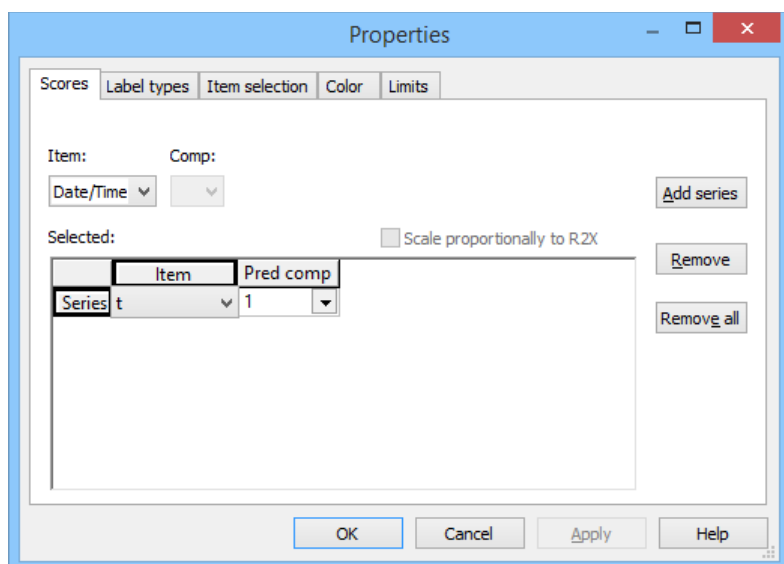 Properties
Scores Label types Item selection Color Limits
Item: Comp:
Date/Time
Add series
Selected:
Scale proportionally to R2X
Remove
Item Pred comp
Series t 1
Remove all
OK Cancel Apply Help